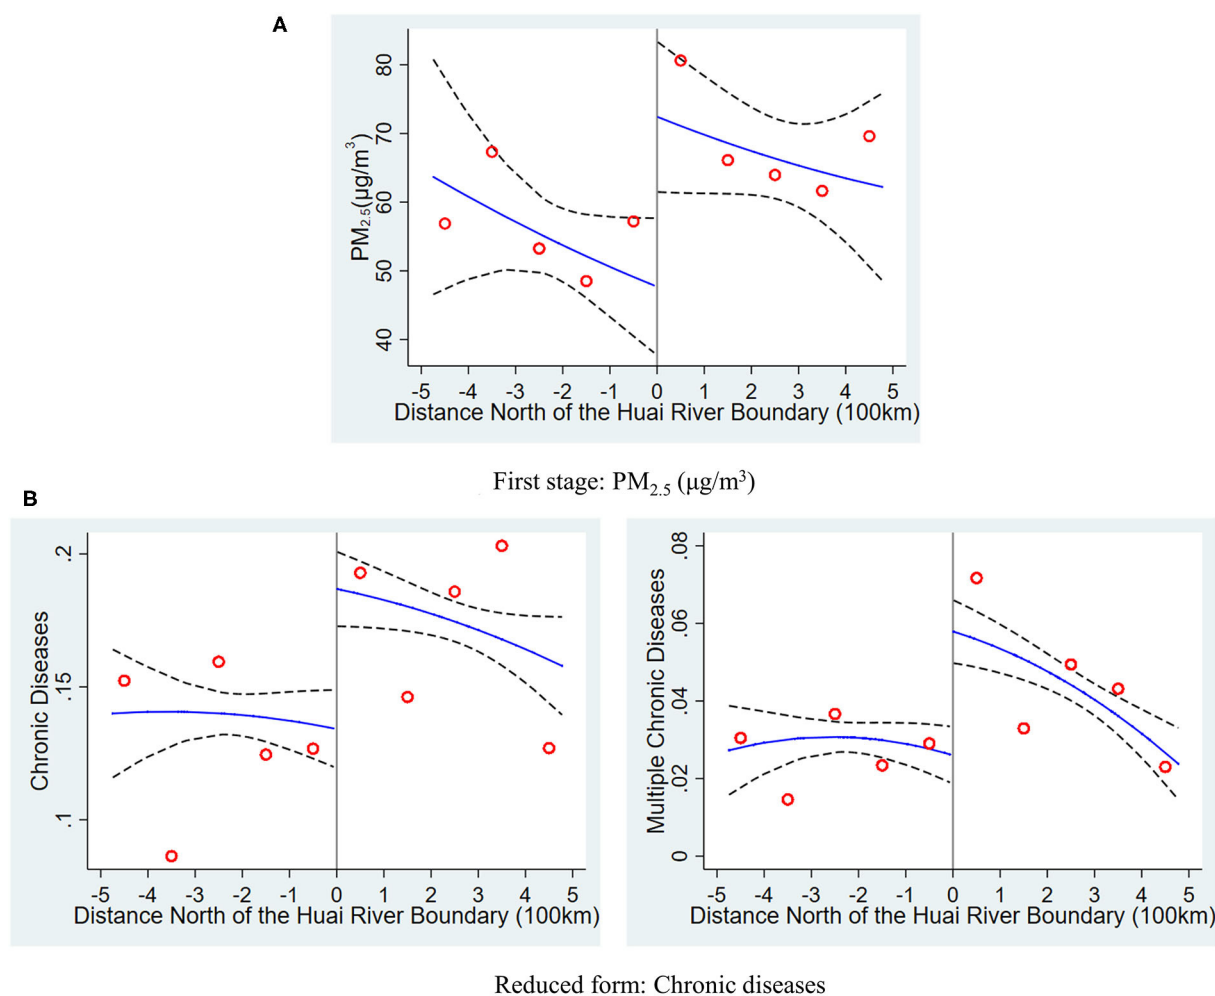 A
PM2.5(μg/m3)
80
70
60
50
40
-5 -4 -3 -2 -1 0 1 2 3 4 5
Distance North of the Huai River Boundary (100km)
First stage: PM2.5 (μg/m3)
B
Chronic Diseases
.2
.15
.1
-5 -4 -3 -2 -1 0 1 2 3 4 5
Distance North of the Huai River Boundary (100km)
Multiple Chronic Diseases
.08
.06
.04
.02
0
-5 -4 -3 -2 -1 0 1 2 3 4 5
Distance North of the Huai River Boundary (100km)
Reduced form: Chronic diseases